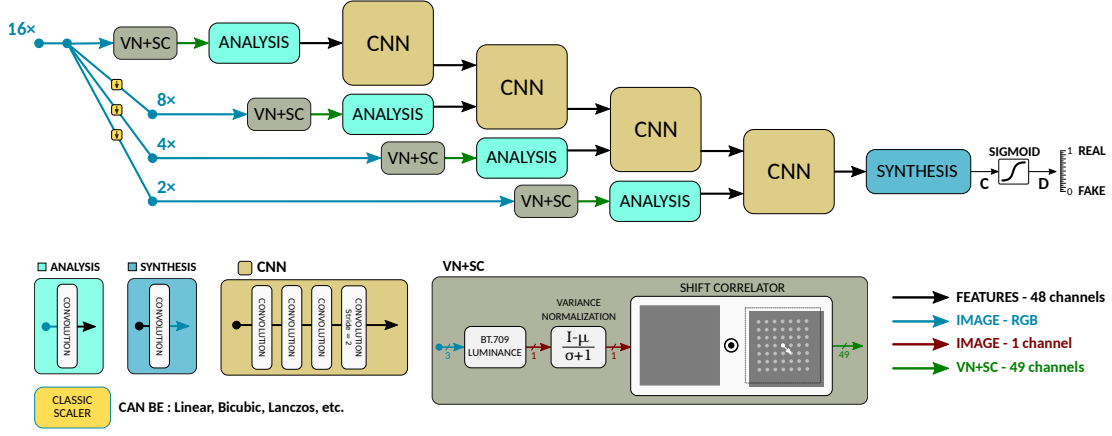 16×
VN+SC
ANALYSIS
CNN
8×
VN+SC
ANALYSIS
CNN
4×
VN+SC
ANALYSIS
CNN
2×
VN+SC
ANALYSIS
CNN
SYNTHESIS
C
SIGMOID
D
1 REAL
0 FAKE
ANALYSIS
CONVOLUTION
SYNTHESIS
CONVOLUTION
CNN
CONVOLUTION
CONVOLUTION
CONVOLUTION
CONVOLUTION
Stride = 2
VN+SC
3
BT.709
LUMINANCE
1
VARIANCE
NORMALIZATION
I-μ
σ+1
1
SHIFT CORRELATOR
49
FEATURES - 48 channels
IMAGE - RGB
IMAGE - 1 channel
VN+SC - 49 channels
CLASSIC
SCALER
CAN BE : Linear, Bicubic, Lanczos, etc.